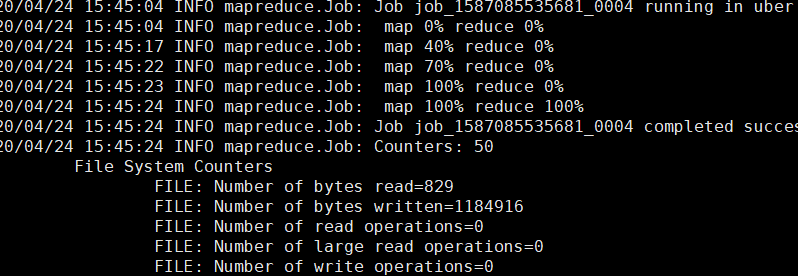 20/04/24 15:45:04 INFO mapreduce.Job: Job job_1587085535681_0004 running in uber
20/04/24 15:45:04 INFO mapreduce.Job:  map 0% reduce 0%
20/04/24 15:45:17 INFO mapreduce.Job:  map 40% reduce 0%
20/04/24 15:45:22 INFO mapreduce.Job:  map 70% reduce 0%
20/04/24 15:45:23 INFO mapreduce.Job:  map 100% reduce 0%
20/04/24 15:45:24 INFO mapreduce.Job:  map 100% reduce 100%
20/04/24 15:45:24 INFO mapreduce.Job: Job job_1587085535681_0004 completed succes
20/04/24 15:45:24 INFO mapreduce.Job: Counters: 50
File System Counters
FILE: Number of bytes read=829
FILE: Number of bytes written=1184916
FILE: Number of read operations=0
FILE: Number of large read operations=0
FILE: Number of write operations=0